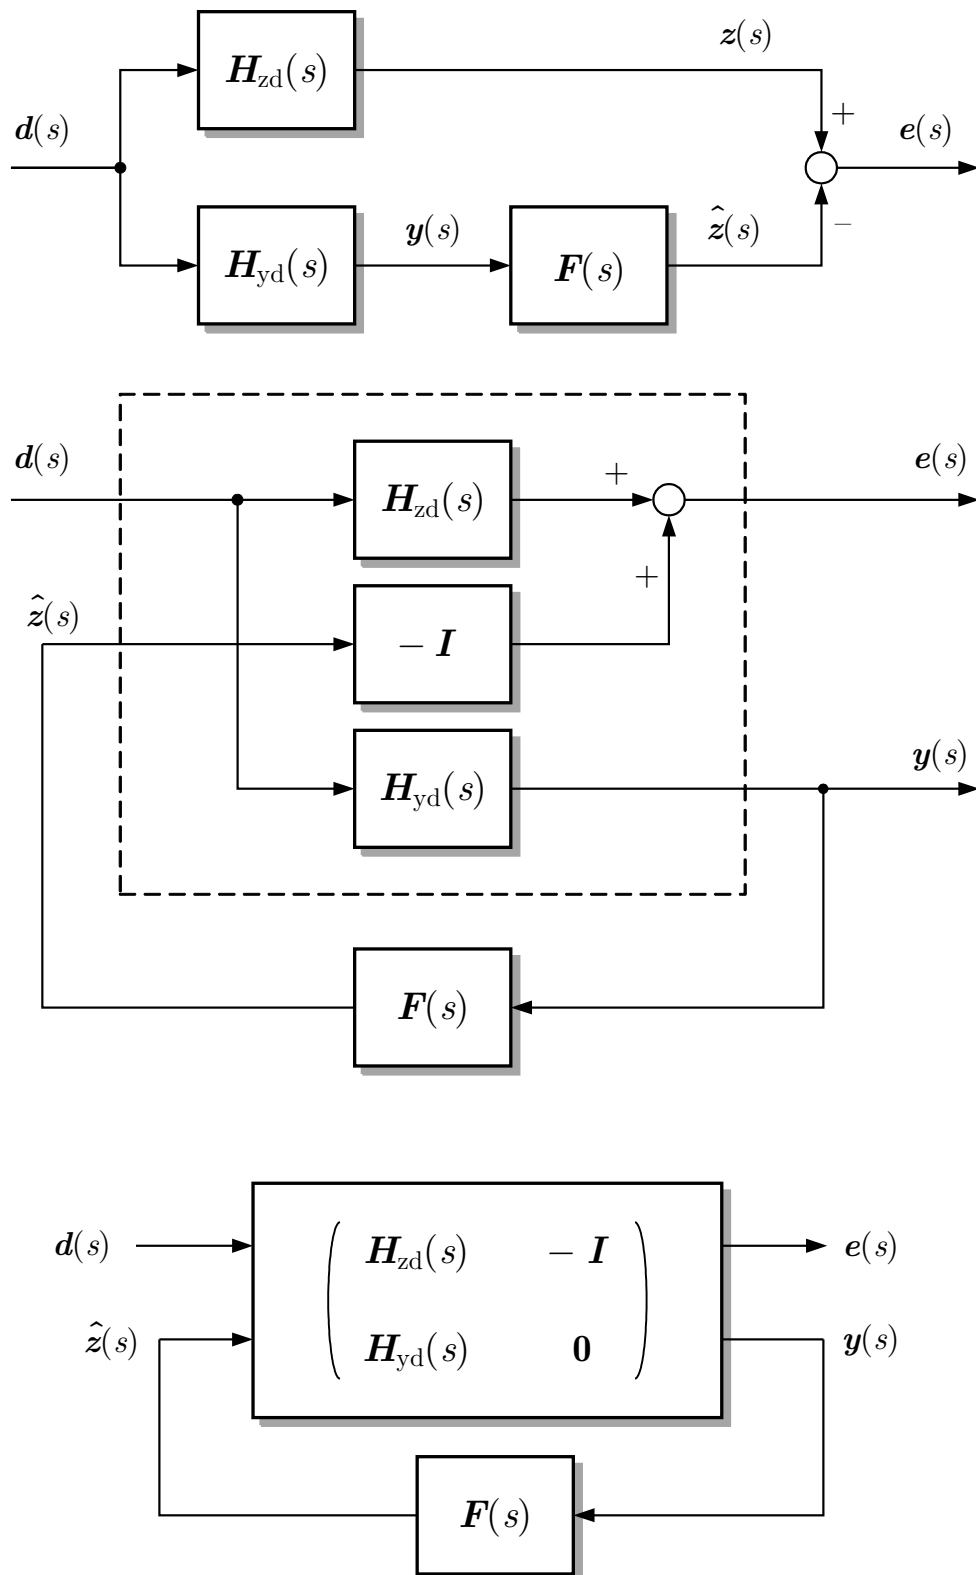 z(s)
H_zd(s)
d(s)
+
e(s)
y(s)
ẑ(s)
−
H_yd(s)
F(s)
d(s)
e(s)
+
H_zd(s)
+
ẑ(s)
− I
y(s)
H_yd(s)
F(s)
d(s)
H_zd(s) − I
e(s)
ẑ(s)
H_yd(s) 0
y(s)
F(s)